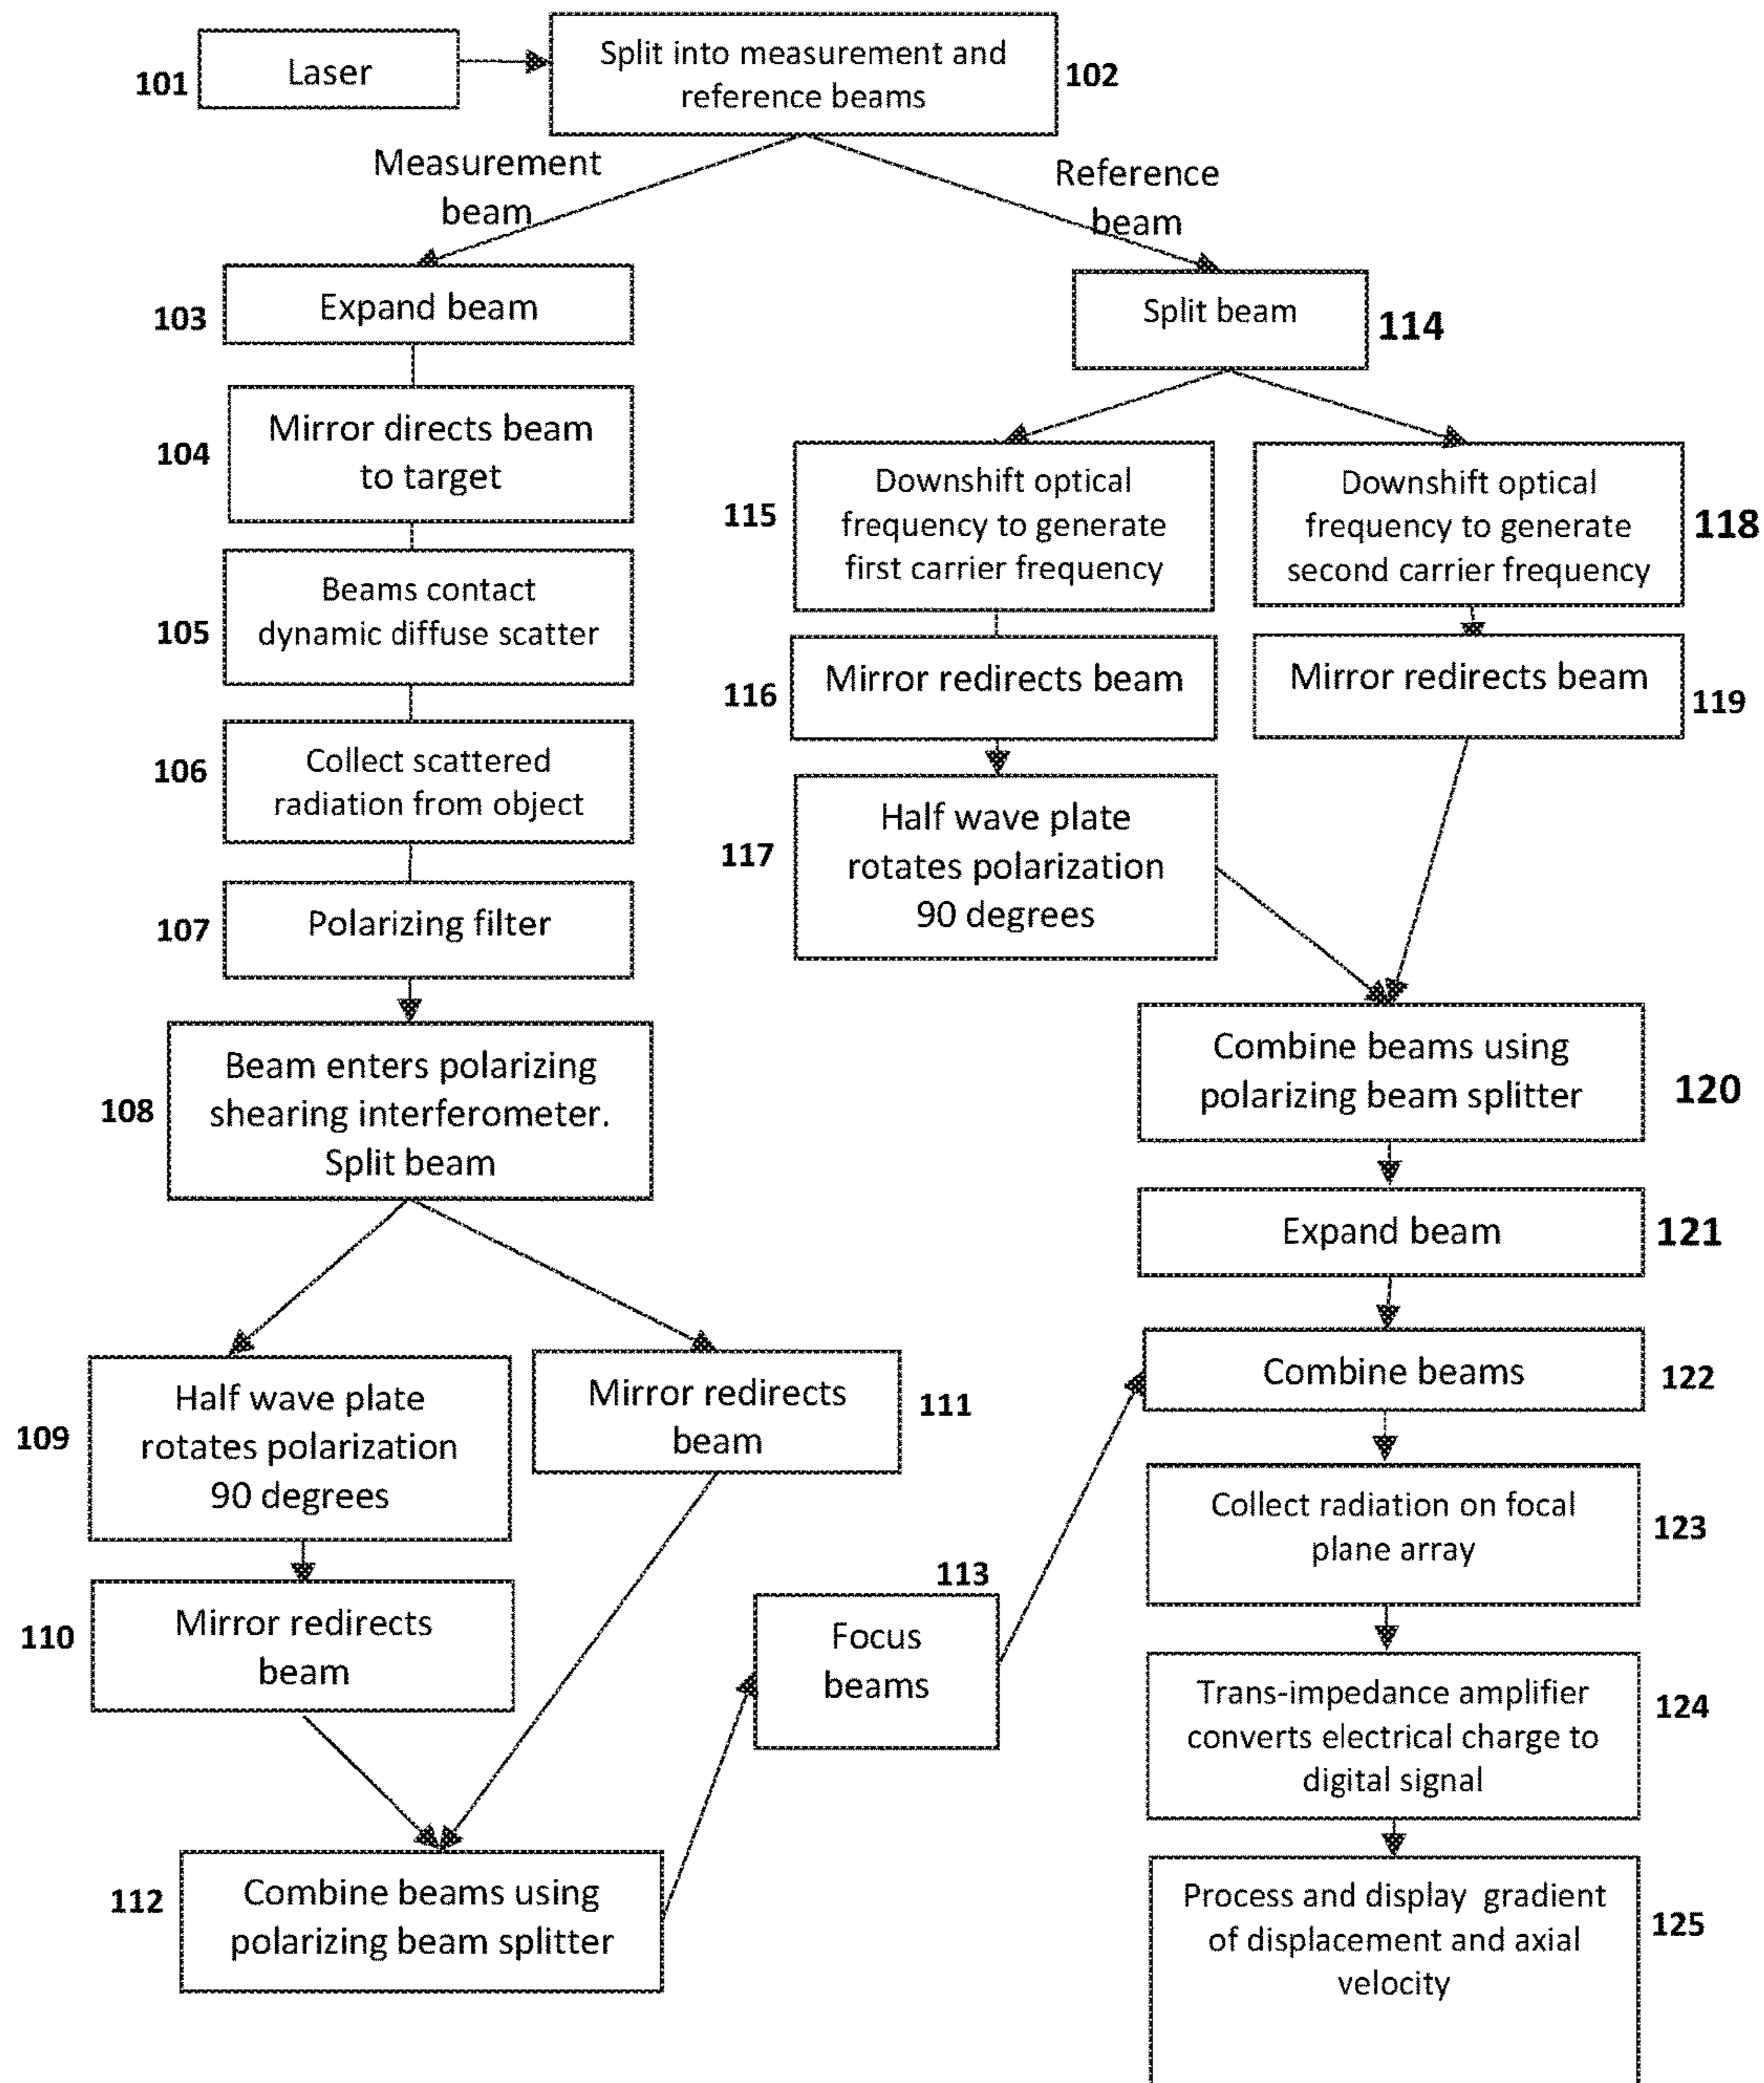 101
Laser
Split into measurement and
reference beams
102
Measurement
beam
Reference
beam
103
Expand beam
Split beam
114
104
Mirror directs beam
to target
115
Downshift optical
frequency to generate
first carrier frequency
Downshift optical
frequency to generate
second carrier frequency
118
105
Beams contact
dynamic diffuse scatter
116
Mirror redirects beam
Mirror redirects beam
119
106
Collect scattered
radiation from object
117
Half wave plate
rotates polarization
90 degrees
107
Polarizing filter
108
Beam enters polarizing
shearing interferometer.
Split beam
Combine beams using
polarizing beam splitter
120
Expand beam
121
109
Half wave plate
rotates polarization
90 degrees
Mirror redirects
beam
111
Combine beams
122
Collect radiation on focal
plane array
123
110
Mirror redirects
beam
113
Focus
beams
Trans-impedance amplifier
converts electrical charge to
digital signal
124
112
Combine beams using
polarizing beam splitter
Process and display gradient
of displacement and axial
velocity
125